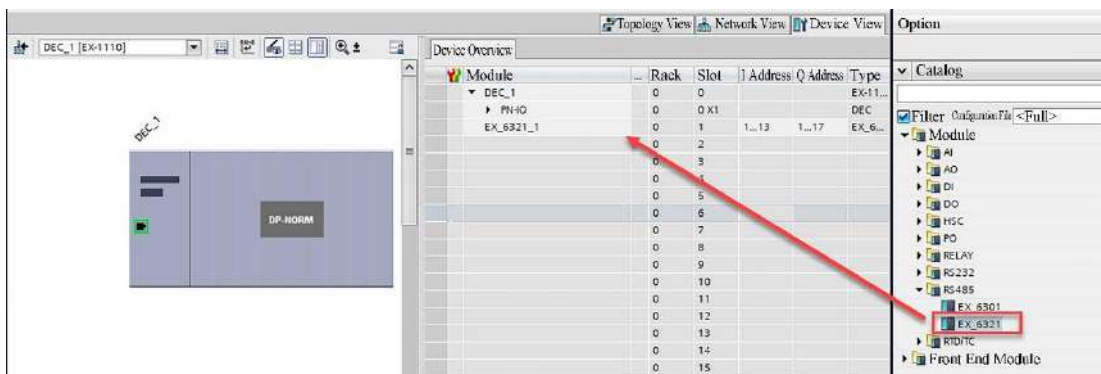 Topology View Network View Device View Option
DEC_1 [EX-1110]
Device Overview
Catalog
Module ... Rack Slot I Address Q Address Type
DEC_1 0 0 EX-11...
PN-IO 0 0 X1 DEC
EX_6321_1 0 1 1...13 1...17 EX_6...
0 2
0 3
0 4
0 5
0 6
0 7
0 8
0 9
0 10
0 11
0 12
0 13
0 14
0 15
DEC_1
DP-NORM
Filter <Full>
Module
AI
AO
DI
DO
HSC
PO
RELAY
RS232
RS485
EX_6301
EX_6321
RTD/TC
Front End Module